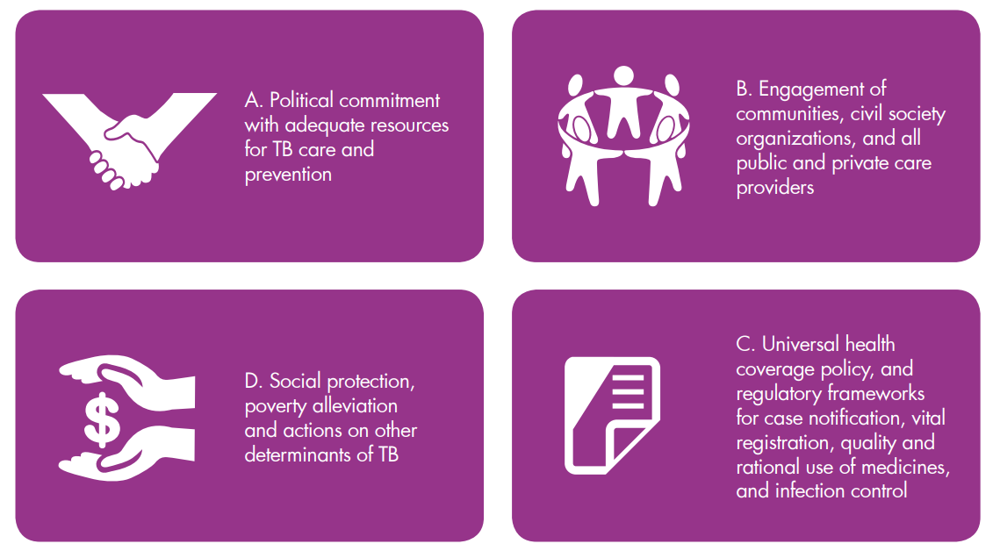 A. Political commitment
with adequate resources
for TB care and
prevention
B. Engagement of
communities, civil society
organizations, and all
public and private care
providers
D. Social protection,
poverty alleviation
and actions on other
determinants of TB
$
C. Universal health
coverage policy, and
regulatory frameworks
for case notification, vital
registration, quality and
rational use of medicines,
and infection control